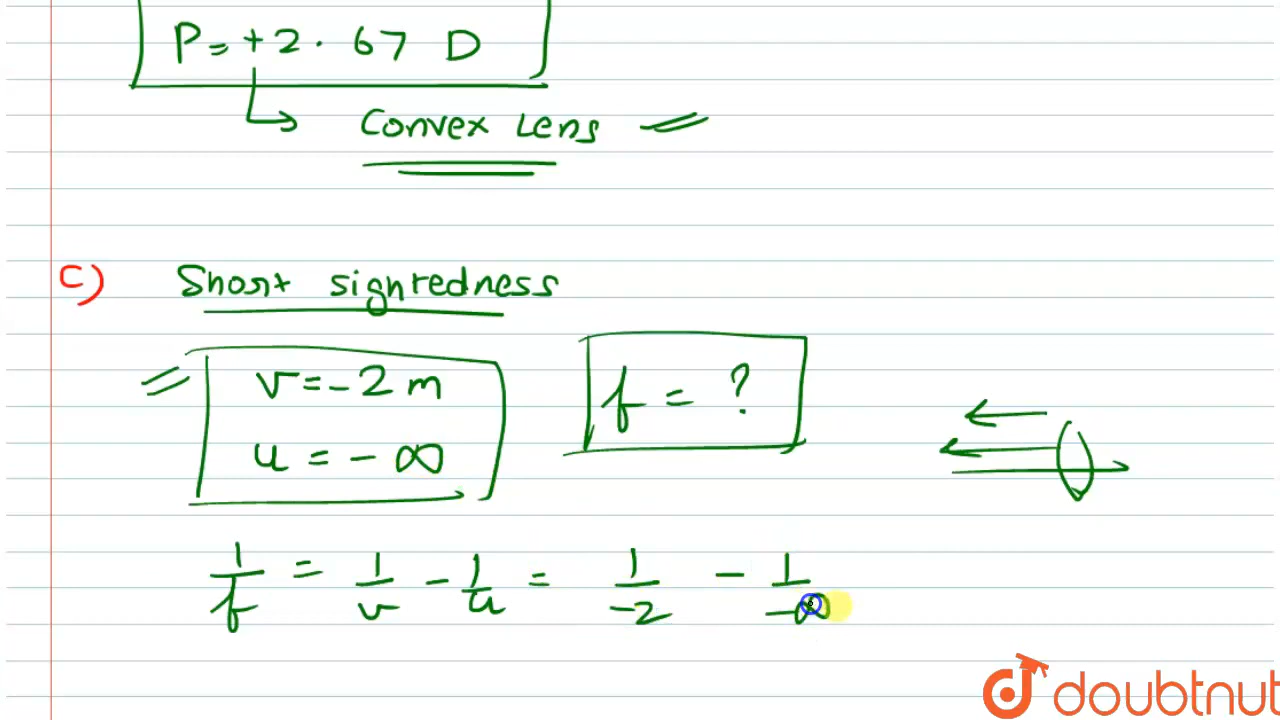 P = + 2 . 67 D
Convex Lens
C) Short sightedness
v = - 2 m
u = - ∞
f = ?
1/f = 1/v - 1/u = 1/-2 - 1/-∞
doubtnut